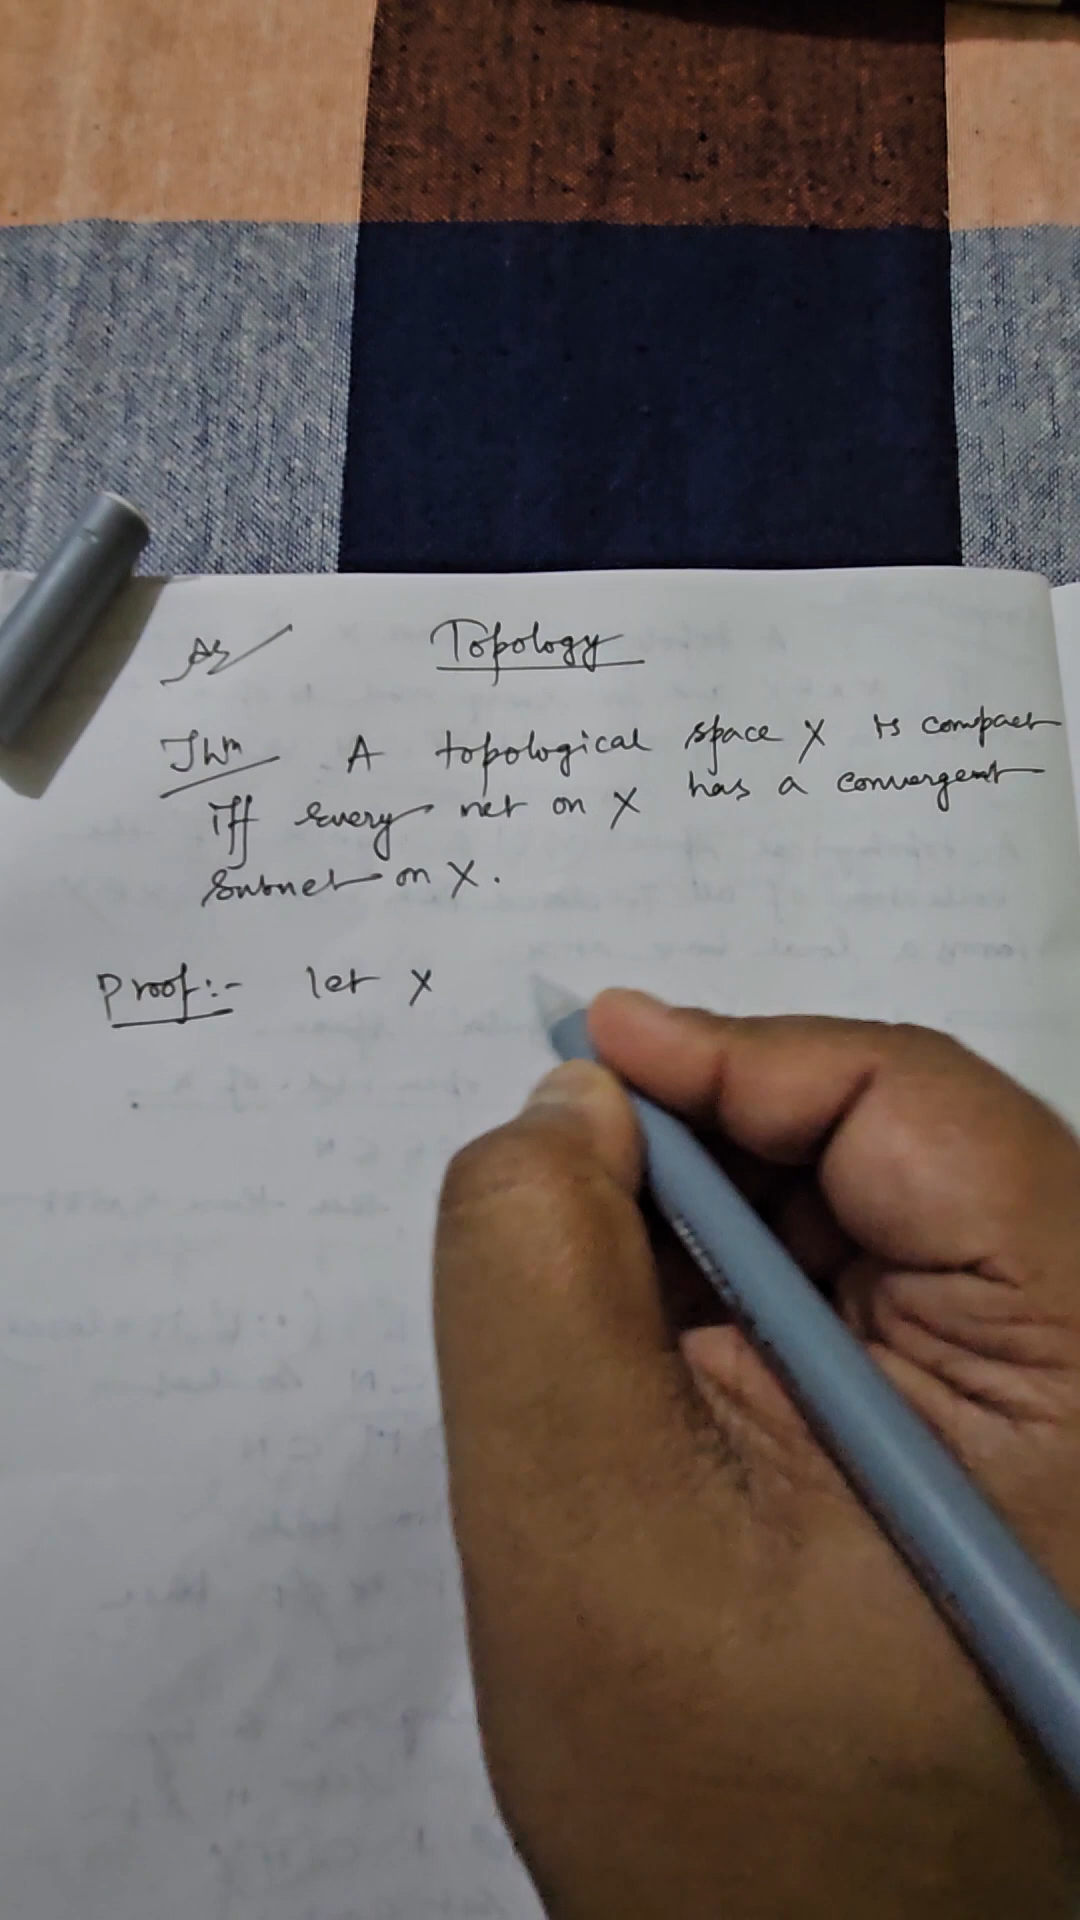 Topology
Thm A topological space X is compact
iff every net on X has a convergent
subnet on X.
Proof:- let X